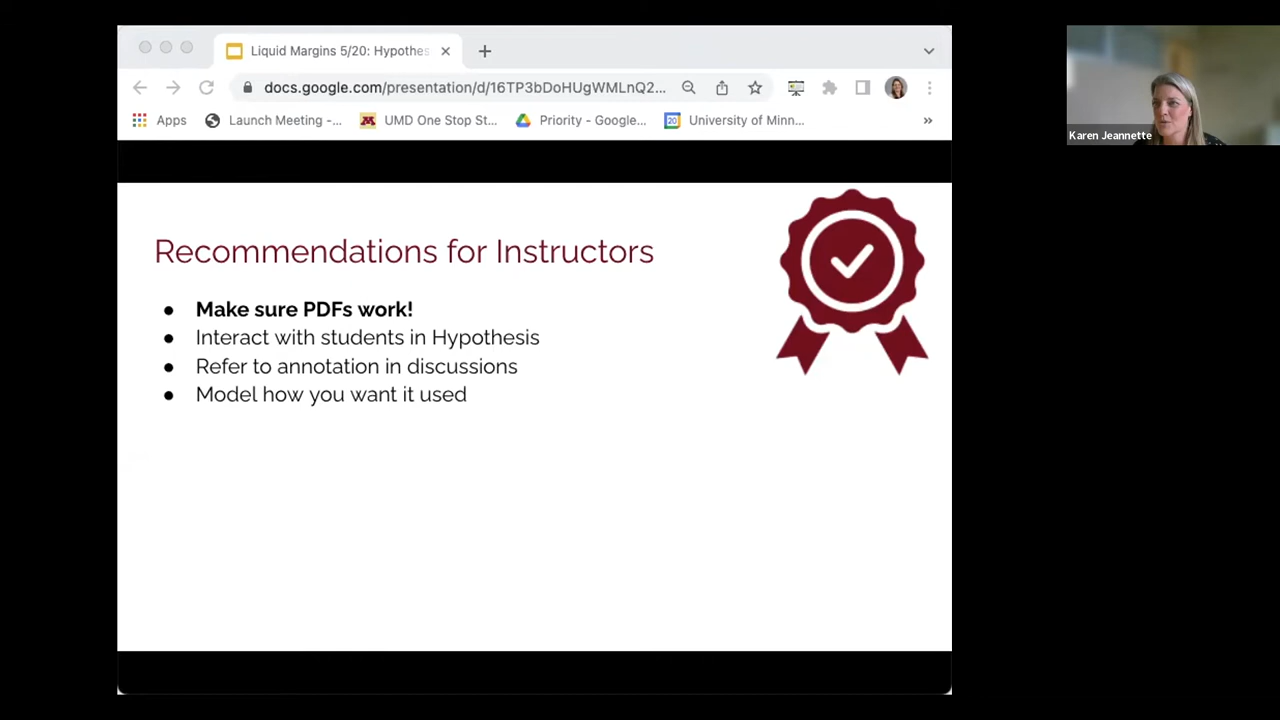 Liquid Margins 5/20: Hypothes
docs.google.com/presentation/d/16TP3bDoHUgWMLnQ2...
Apps
Launch Meeting -...
UMD One Stop St...
Priority - Google...
20
University of Minn...
Karen Jeannette
Recommendations for Instructors
● Make sure PDFs work!
● Interact with students in Hypothesis
● Refer to annotation in discussions
● Model how you want it used